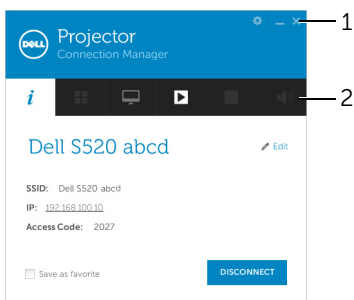 DELL
Projector
Connection Manager
1
i
2
Dell S520 abcd
Edit
SSID: Dell S520 abcd
IP: 192.168.100.10
Access Code: 2027
Save as favorite
DISCONNECT